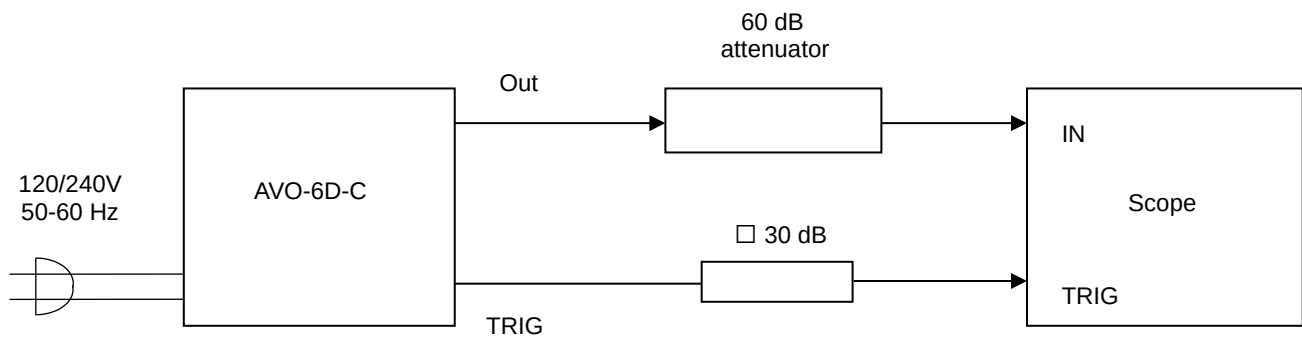 60 dB
attenuator
Out
IN
120/240V
50-60 Hz
AVO-6D-C
Scope
□ 30 dB
TRIG
TRIG